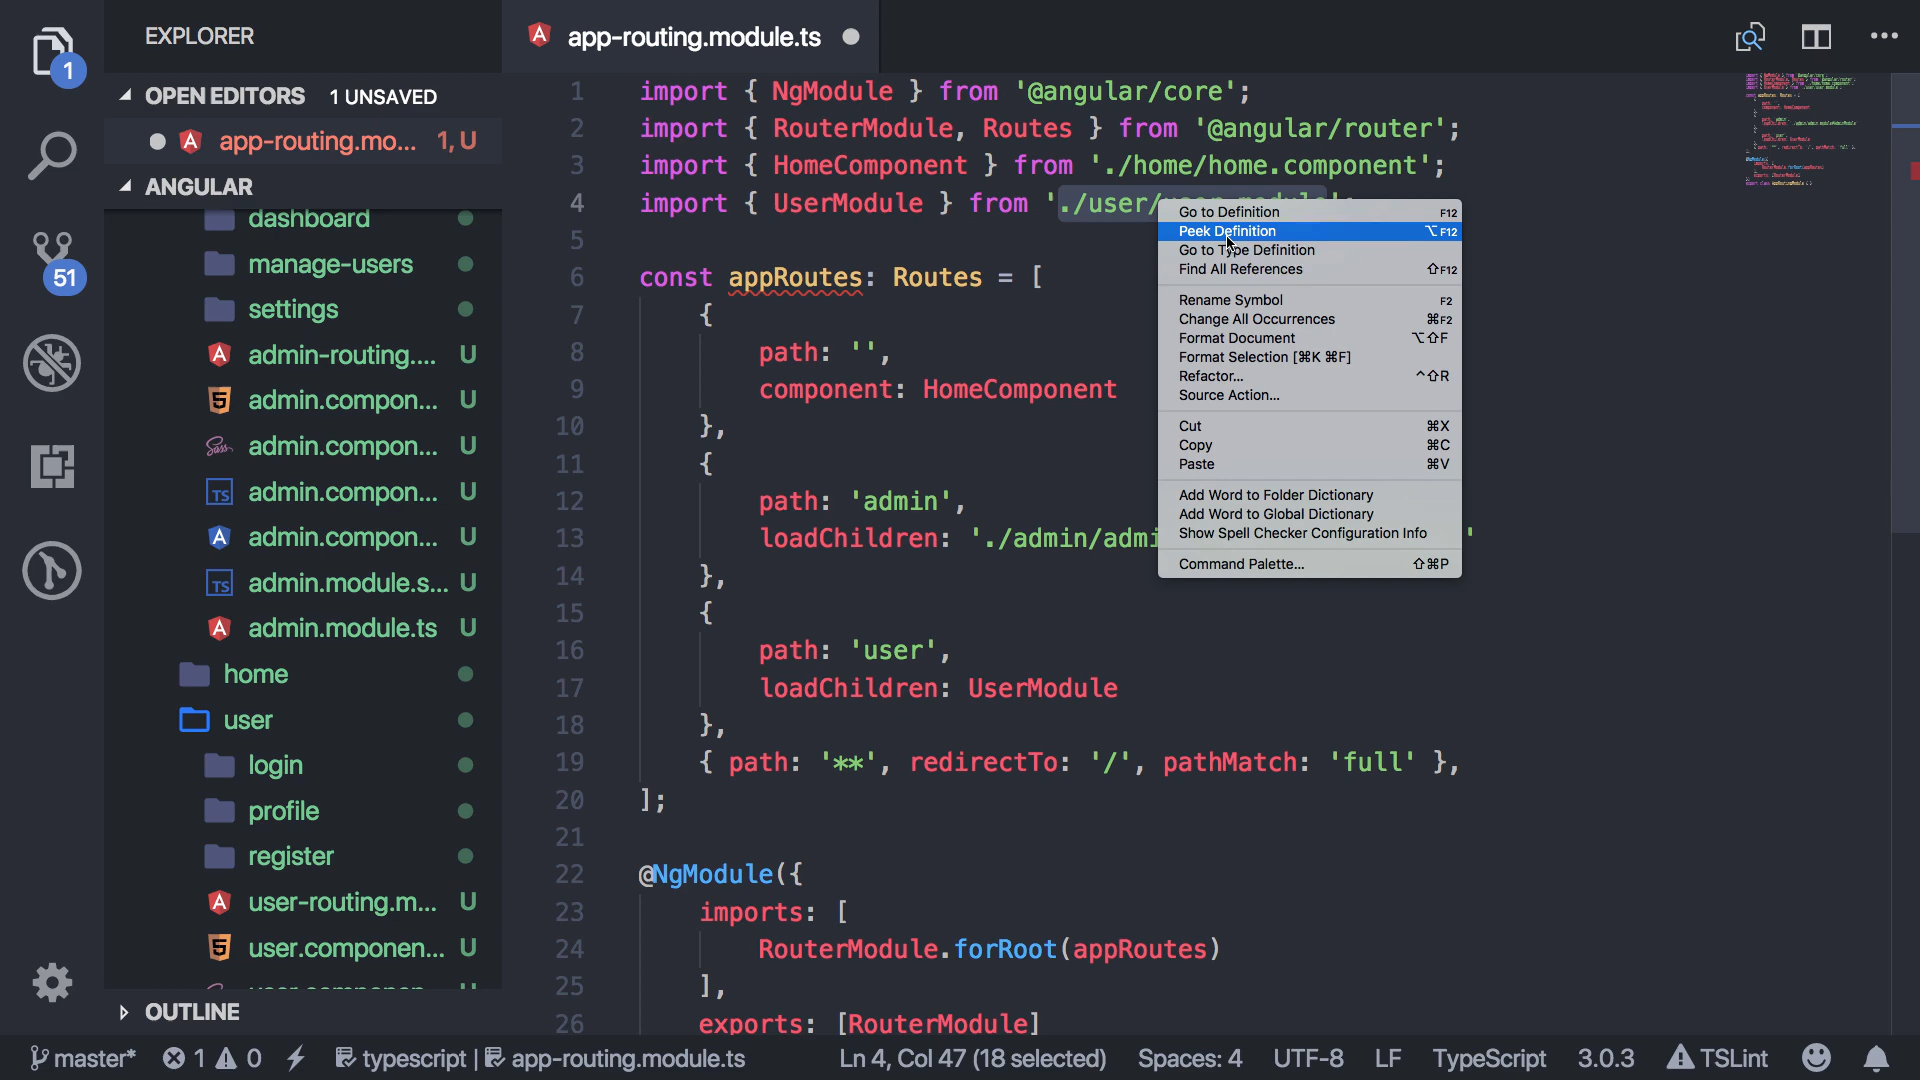 EXPLORER
1
OPEN EDITORS 1 UNSAVED
app-routing.mo... 1, U
ANGULAR
dashboard
manage-users
settings
admin-routing.... U
admin.compon... U
admin.compon... U
admin.compon... U
admin.compon... U
admin.module.s... U
admin.module.ts U
home
user
login
profile
register
user-routing.m... U
user.componen... U
OUTLINE
51
app-routing.module.ts
1 import { NgModule } from '@angular/core';
2 import { RouterModule, Routes } from '@angular/router';
3 import { HomeComponent } from './home/home.component';
4 import { UserModule } from './user/
5
6 const appRoutes: Routes = [
7 {
8 path: '',
9 component: HomeComponent
10 },
11 {
12 path: 'admin',
13 loadChildren: './admin/admi '
14 },
15 {
16 path: 'user',
17 loadChildren: UserModule
18 },
19 { path: '**', redirectTo: '/', pathMatch: 'full' },
20 ];
21
22 @NgModule({
23 imports: [
24 RouterModule.forRoot(appRoutes)
25 ],
26 exports: [RouterModule]
Go to Definition F12
Peek Definition ⌥F12
Go to Type Definition
Find All References ⇧F12
Rename Symbol F2
Change All Occurrences ⌘F2
Format Document ⌥⇧F
Format Selection [⌘K ⌘F]
Refactor... ^⇧R
Source Action...
Cut ⌘X
Copy ⌘C
Paste ⌘V
Add Word to Folder Dictionary
Add Word to Global Dictionary
Show Spell Checker Configuration Info
Command Palette... ⇧⌘P
master* 1 0 typescript | app-routing.module.ts Ln 4, Col 47 (18 selected) Spaces: 4 UTF-8 LF TypeScript 3.0.3 TSLint